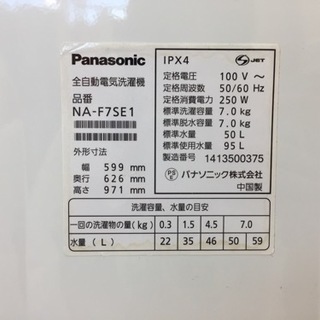 Panasonic
全自動電気洗濯機
品番
NA-F7SE1
外形寸法
幅 599 mm
奥行 626 mm
高さ 971 mm
IPX4
JET
定格電圧 100 V ～
定格周波数 50/60 Hz
定格消費電力 250 W
標準洗濯容量 7.0 kg
標準脱水容量 7.0 kg
標準水量 50 L
標準使用水量 95 L
製造番号 1413500375
PS E パナソニック株式会社
中国製
洗濯容量、水量の目安
一回の洗濯物の量(kg) 0.3 1.5 4.5 7.0
水量 (L) 22 35 46 50 59